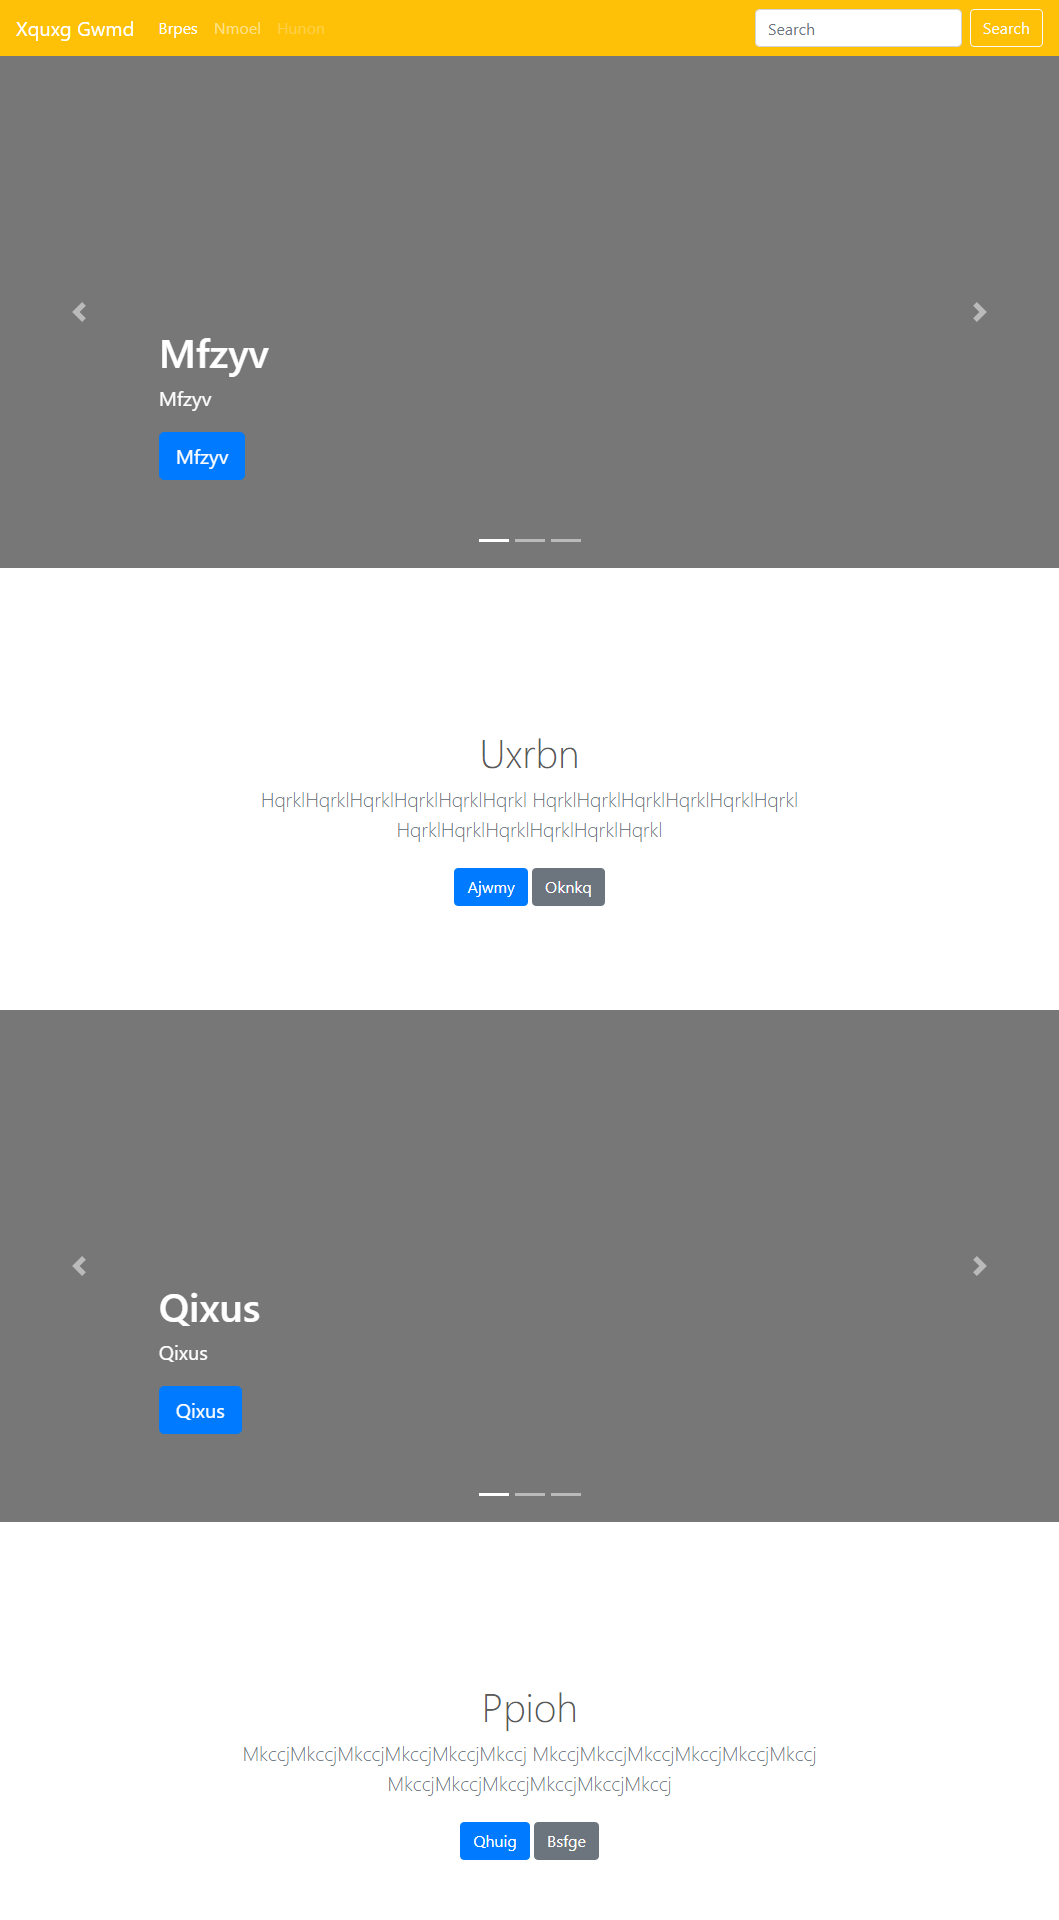 Xquxg Gwmd Brpes Nmoel Hunon Search Search
Mfzyv
Mfzyv
Mfzyv
Uxrbn
HqrklHqrklHqrklHqrklHqrklHqrkl HqrklHqrklHqrklHqrklHqrklHqrkl
HqrklHqrklHqrklHqrklHqrklHqrkl
Ajwmy Oknkq
Qixus
Qixus
Qixus
Ppioh
MkccjMkccjMkccjMkccjMkccjMkccj MkccjMkccjMkccjMkccjMkccjMkccj
MkccjMkccjMkccjMkccjMkccjMkccj
Qhuig Bsfge